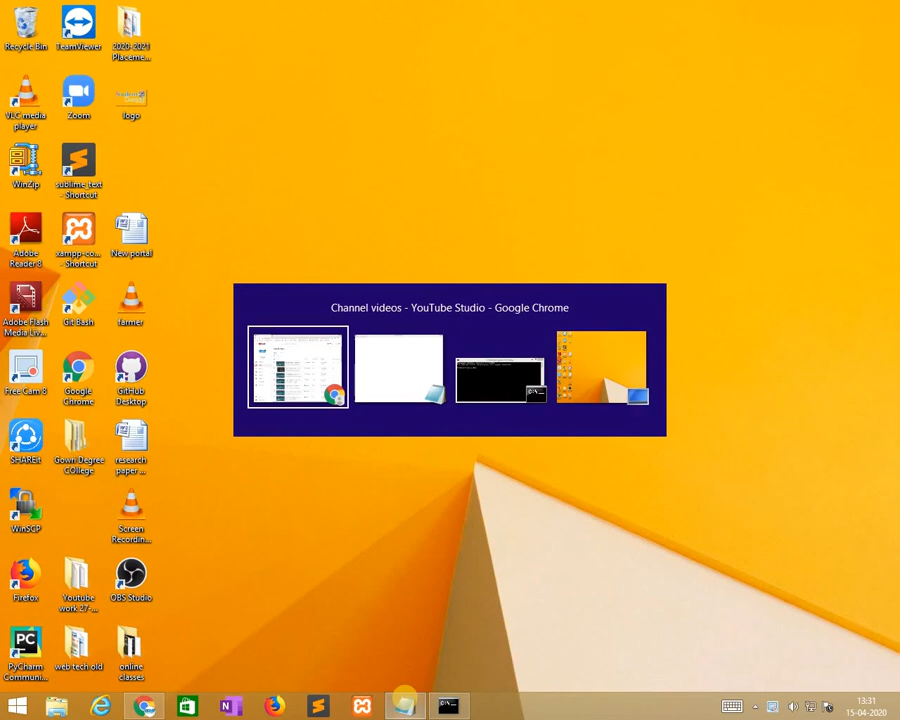 Recycle Bin
TeamViewer
2020-2021
Placeme...
VLC media
player
Zoom
logo
WinZip
sublime_text
- Shortcut
Adobe
Reader 8
xampp-co...
- Shortcut
New portal
Adobe Flash
Media Liv...
Git Bash
farmer
Free Cam 8
Google
Chrome
GitHub
Desktop
SHAREit
Gown Degree
COllege
research
paper ...
WinSCP
Screen
Recordin...
Firefox
Youtube
work 27-...
OBS Studio
PyCharm
Communi...
web tech old
online
classes
Channel videos - YouTube Studio - Google Chrome
13:31
15-04-2020